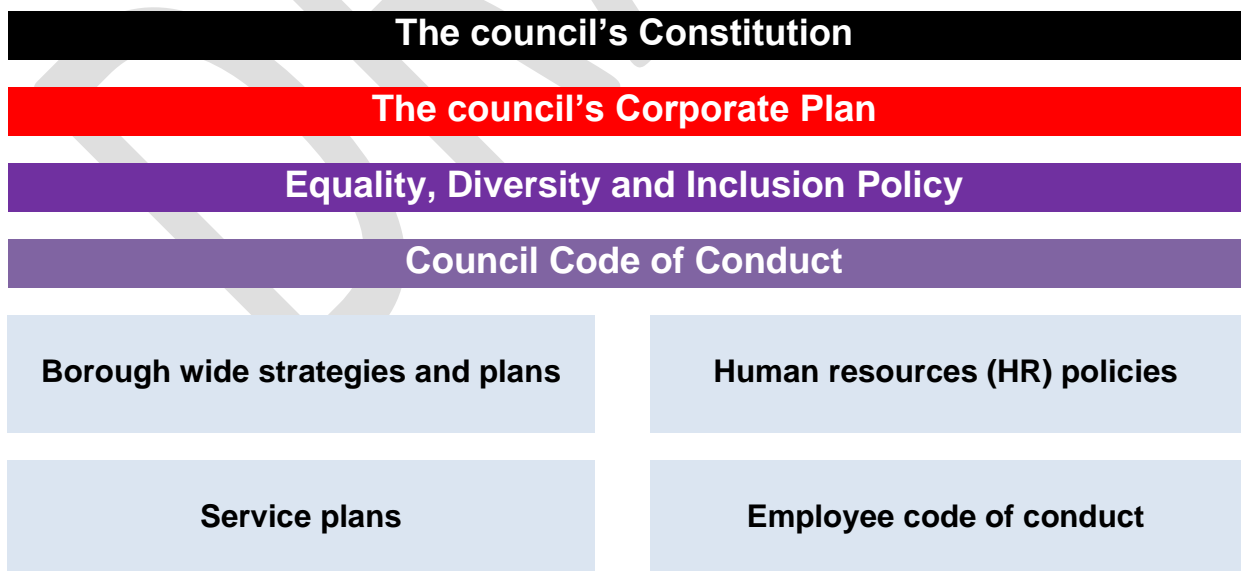 The council’s Constitution
The council’s Corporate Plan
Equality, Diversity and Inclusion Policy
Council Code of Conduct
Borough wide strategies and plans
Human resources (HR) policies
Service plans
Employee code of conduct